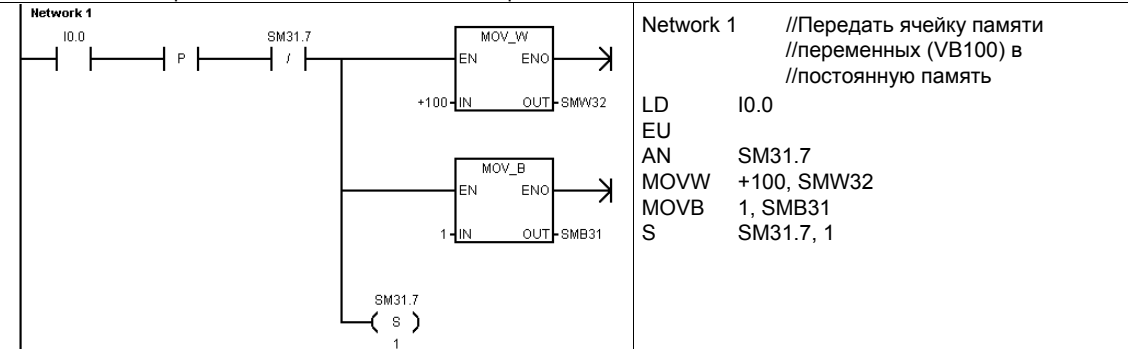 Network 1
I0.0
P
SM31.7
/
MOV_W
EN ENO
+100 IN OUT SMW32
MOV_B
EN ENO
1 IN OUT SMB31
SM31.7
S
1
Network 1 //Передать ячейку памяти
//переменных (VB100) в
//постоянную память
LD I0.0
EU
AN SM31.7
MOVW +100, SMW32
MOVB 1, SMB31
S SM31.7, 1